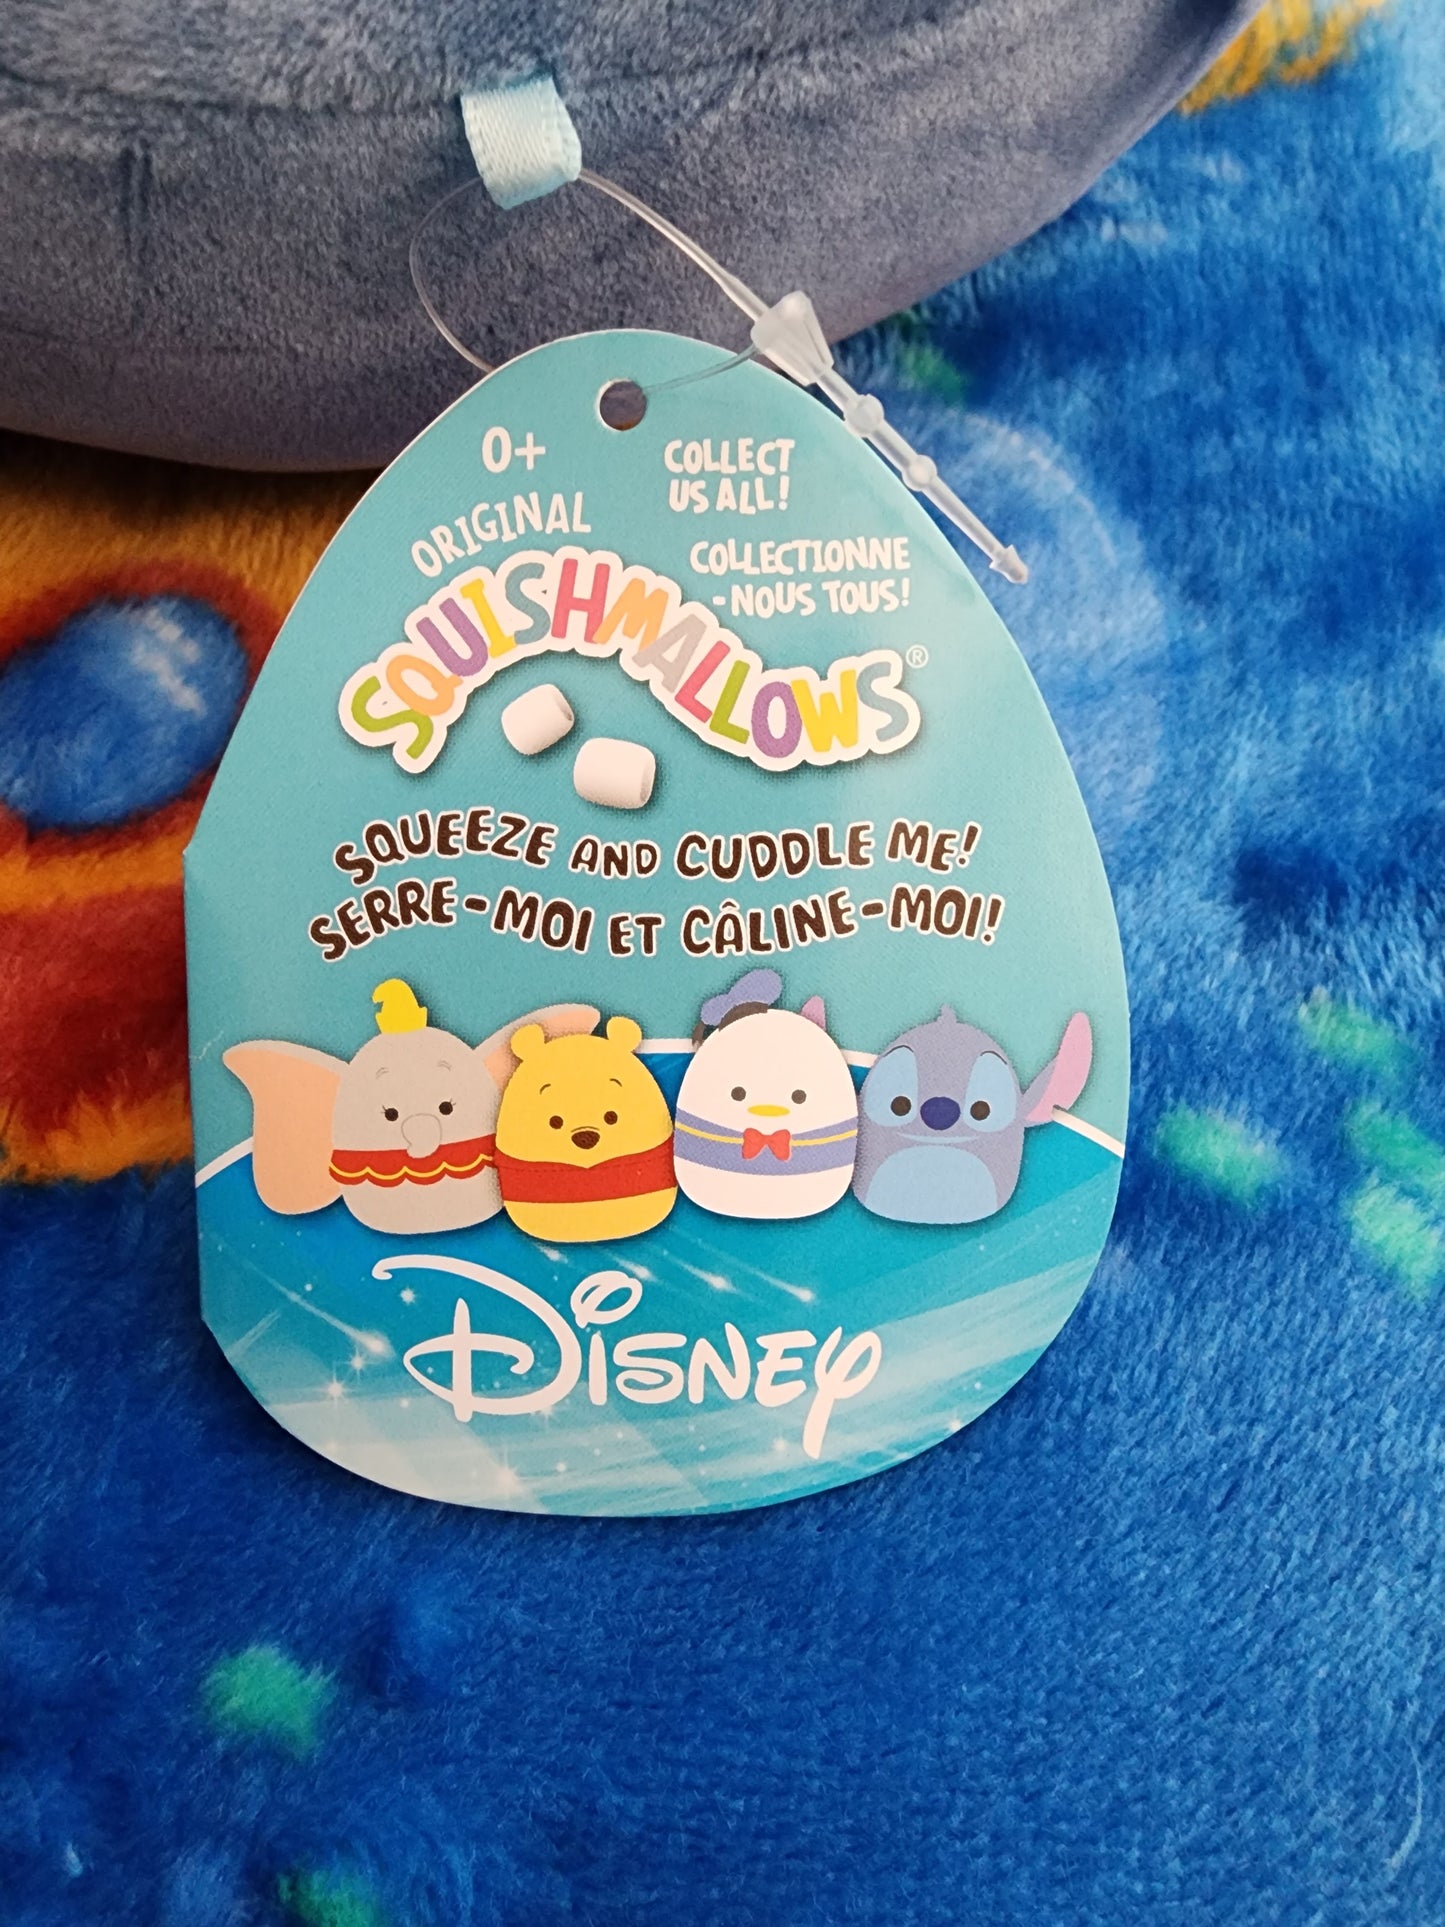 0+
COLLECT
US ALL!
ORIGINAL
COLLECTIONNE
-NOUS TOUS!
SQUISHMALLOWS®
SQUEEZE AND CUDDLE ME!
SERRE-MOI ET CÂLINE-MOI!
Disney